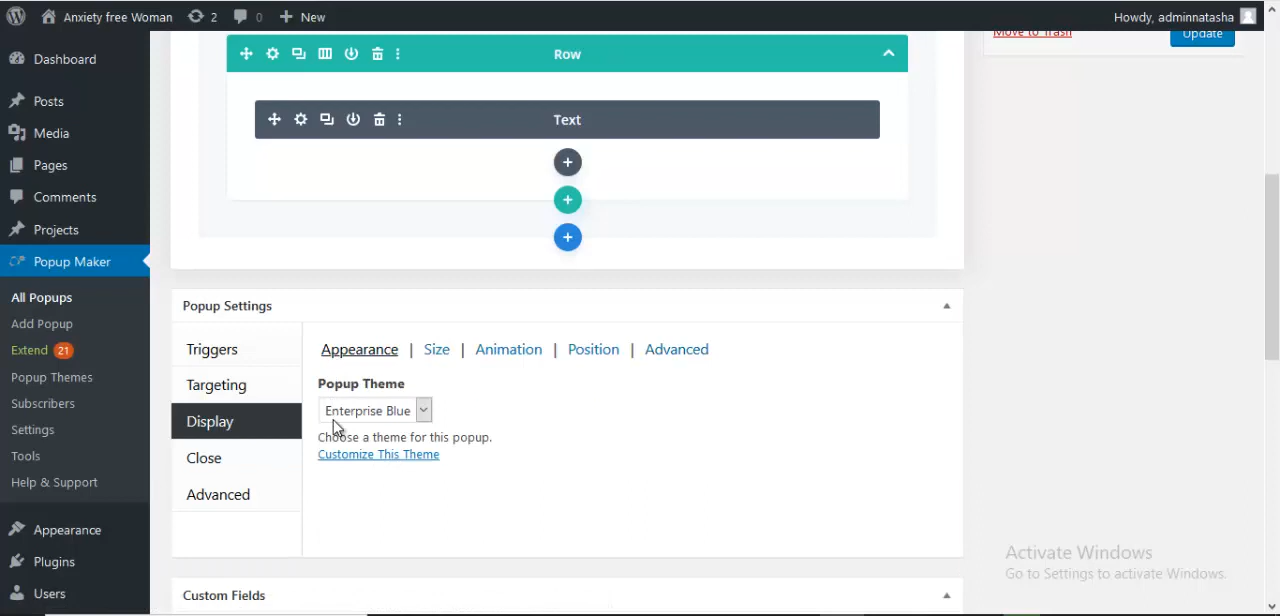 Anxiety free Woman 2 0 New Howdy, adminnatasha
Dashboard
Posts
Media
Pages
Comments
Projects
Popup Maker
All Popups
Add Popup
Extend 21
Popup Themes
Subscribers
Settings
Tools
Help & Support
Appearance
Plugins
Users
Row
Text
Move to Trash
Update
Popup Settings
Triggers
Targeting
Display
Close
Advanced
Appearance | Size | Animation | Position | Advanced
Popup Theme
Enterprise Blue
Choose a theme for this popup.
Customize This Theme
Custom Fields
Activate Windows
Go to Settings to activate Windows.